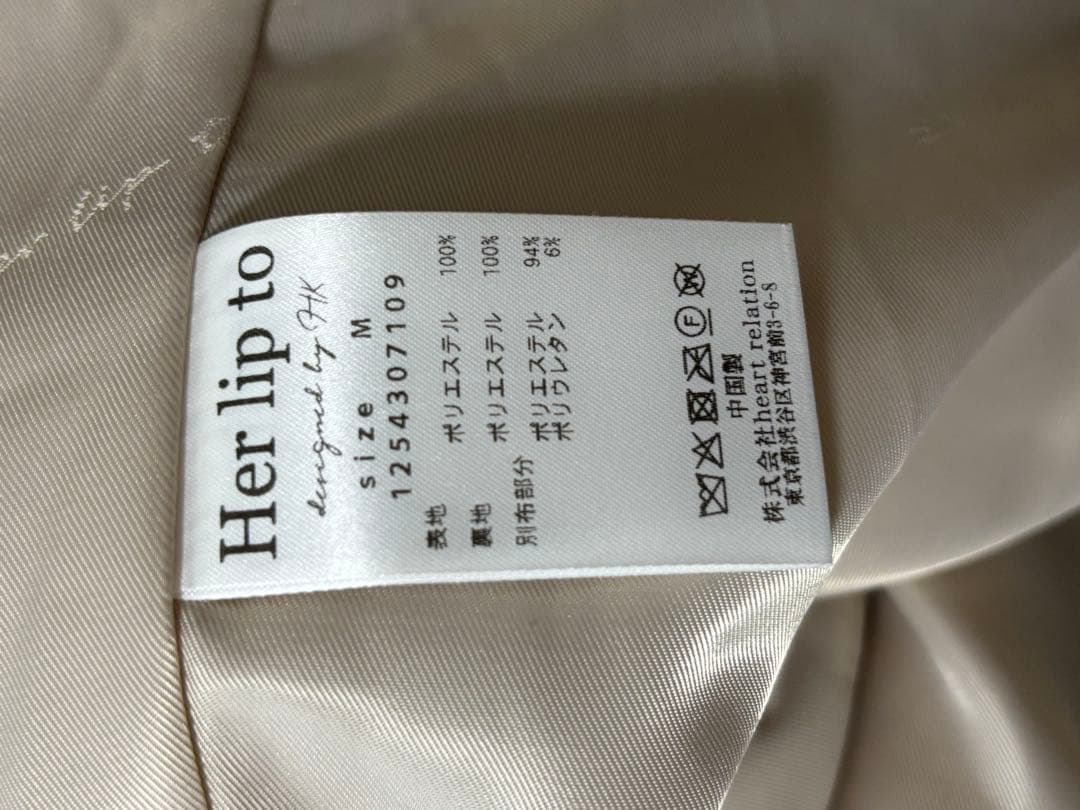 Her lip to
designed by HK
size M
1254307109
表地 ポリエステル 100%
裏地 ポリエステル 100%
別布部分 ポリエステル 94%
ポリウレタン 6%
F W
中国製
株式会社heart relation
東京都渋谷区神宮前3-6-8